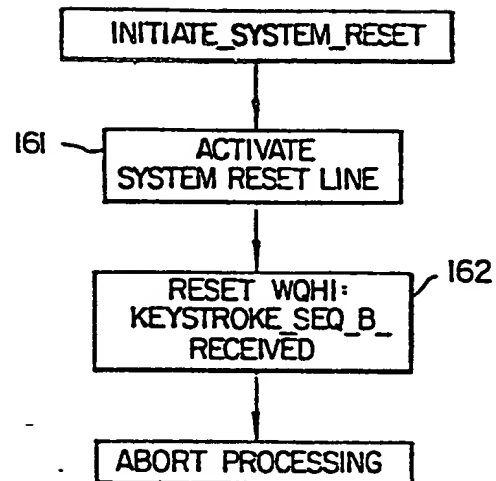 INITIATE_SYSTEM_RESET
161
ACTIVATE
SYSTEM RESET LINE
162
RESET WQHI:
KEYSTROKE_SEQ_B_
RECEIVED
ABORT PROCESSING